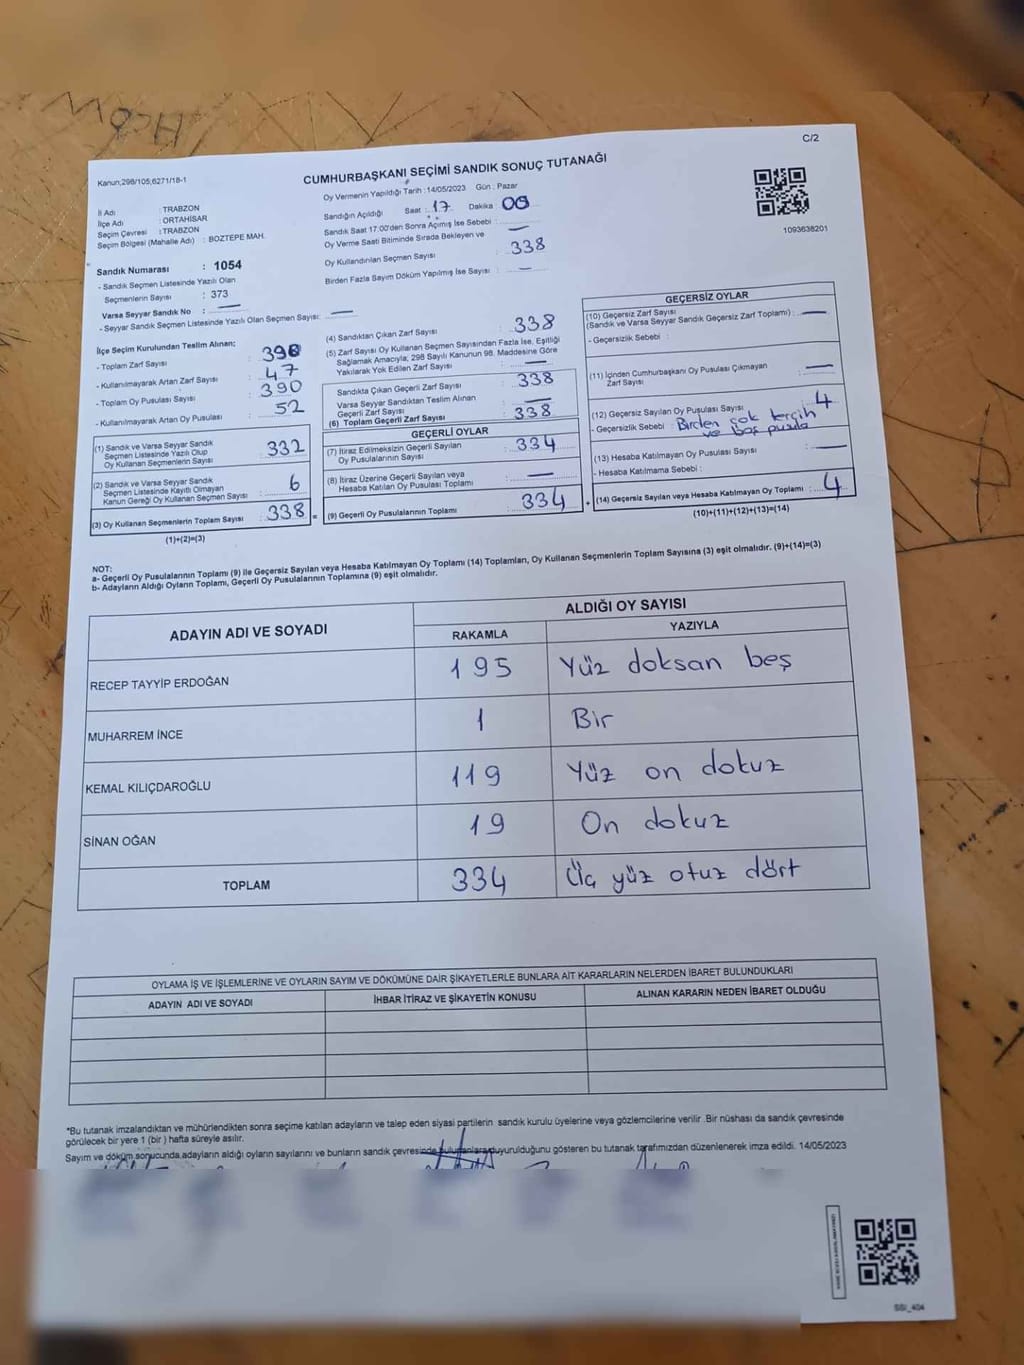 C/2
Kanun;298/105;6271/18-1
CUMHURBAŞKANI SEÇİMİ SANDIK SONUÇ TUTANAĞI
Oy Vermenin Yapıldığı Tarih : 14/05/2023 Gün : Pazar
İl Adı : TRABZON
İlçe Adı : ORTAHİSAR
Seçim Çevresi : TRABZON
Seçim Bölgesi (Mahalle Adı) : BOZTEPE MAH.
Sandığın Açıldığı Saat : 17 Dakika : 00
Sandık Saat 17:00'den Sonra Açımış İse Sebebi : —
Oy Verme Saati Bitiminde Sırada Bekleyen ve
Oy Kullandırılan Seçmen Sayısı : 338
Birden Fazla Sayım Döküm Yapılmış İse Sayısı : —
1093638201
Sandık Numarası : 1054
- Sandık Seçmen Listesinde Yazılı Olan
Seçmenlerin Sayısı : 373
Varsa Seyyar Sandık No : —
- Seyyar Sandık Seçmen Listesinde Yazılı Olan Seçmen Sayısı: —
İlçe Seçim Kurulundan Teslim Alınan;
- Toplam Zarf Sayısı : 390
- Kullanılmayarak Artan Zarf Sayısı : 47
- Toplam Oy Pusulası Sayısı : 390
- Kullanılmayarak Artan Oy Pusulası : 52
(1) Sandık ve Varsa Seyyar Sandık
Seçmen Listesinde Yazılı Olup
Oy Kullanan Seçmenlerin Sayısı : 332
(2) Sandık ve Varsa Seyyar Sandık
Seçmen Listesinde Kayıtlı Olmayan
Kanun Gereği Oy Kullanan Seçmen Sayısı : 6
(3) Oy Kullanan Seçmenlerin Toplam Sayısı : 338 =
(1)+(2)=(3)
(4) Sandıktan Çıkan Zarf Sayısı : 338
(5) Zarf Sayısı Oy Kullanan Seçmen Sayısından Fazla İse, Eşitliği
Sağlamak Amacıyla; 298 Sayılı Kanunun 98. Maddesine Göre
Yakılarak Yok Edilen Zarf Sayısı : —
Sandıkta Çıkan Geçerli Zarf Sayısı : 338
Varsa Seyyar Sandıktan Teslim Alınan
Geçerli Zarf Sayısı : —
(6) Toplam Geçerli Zarf Sayısı : 338
GEÇERLİ OYLAR
(7) İtiraz Edilmeksizin Geçerli Sayılan
Oy Pusulasının Sayısı : 334
(8) İtiraz Üzerine Geçerli Sayılan veya
Hesaba Katılan Oy Pusulası Toplamı : —
(9) Geçerli Oy Pusulalarının Toplamı : 334 +
GEÇERSİZ OYLAR
(10) Geçersiz Zarf Sayısı
(Sandık ve Varsa Seyyar Sandık Geçersiz Zarf Toplamı) : —
- Geçersizlik Sebebi :
(11) İçinden Cumhurbaşkanı Oy Pusulası Çıkmayan
Zarf Sayısı : —
(12) Geçersiz Sayılan Oy Pusulası Sayısı : 4
- Geçersizlik Sebebi : Birden çok tercih
ve boş pusula
(13) Hesaba Katılmayan Oy Pusulası Sayısı : —
- Hesaba Katılmama Sebebi :
(14) Geçersiz Sayılan veya Hesaba Katılmayan Oy Toplamı : 4
(10)+(11)+(12)+(13)=(14)
NOT:
a- Geçerli Oy Pusulalarının Toplamı (9) ile Geçersiz Sayılan veya Hesaba Katılmayan Oy Toplamı (14) Toplamları, Oy Kullanan Seçmenlerin Toplam Sayısına (3) eşit olmalıdır. (9)+(14)=(3)
b- Adayların Aldığı Oyların Toplamı, Geçerli Oy Pusulalarının Toplamına (9) eşit olmalıdır.
ADAYIN ADI VE SOYADI ALDIĞI OY SAYISI
RAKAMLA YAZIYLA
RECEP TAYYİP ERDOĞAN 195 Yüz doksan beş
MUHARREM İNCE 1 Bir
KEMAL KILIÇDAROĞLU 119 Yüz on dokuz
SİNAN OĞAN 19 On dokuz
TOPLAM 334 Üç yüz otuz dört
OYLAMA İŞ VE İŞLEMLERİNE VE OYLARIN SAYIM VE DÖKÜMÜNE DAİR ŞİKAYETLERLE BUNLARA AİT KARARLARIN NELERDEN İBARET BULUNDUKLARI
ADAYIN ADI VE SOYADI İHBAR İTİRAZ VE ŞİKAYETİN KONUSU ALINAN KARARIN NEDEN İBARET OLDUĞU
*Bu tutanak imzalandıktan ve mühürlendikten sonra seçime katılan adayların ve talep eden siyasi partilerin sandık kurulu üyelerine veya gözlemcilerine verilir .Bir nüshası da sandık çevresinde
görülecek bir yere 1 (bir ) hafta süreyle asılır.
Sayım ve döküm sonucunda adayların aldığı oyların sayılarını ve bunların sandık çevresinde bulunanlara duyurulduğunu gösteren bu tutanak tarafımızdan düzenlenerek imza edildi. 14/05/2023
SSI_404